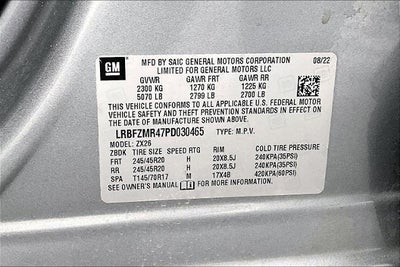 GM
MFD BY SAIC GENERAL MOTORS CORPORATION 08/22
LIMITED FOR GENERAL MOTORS LLC
GVWR GAWR FRT GAWR RR
2300 KG 1270 KG 1225 KG
5070 LB 2799 LB 2700 LB
THIS VEHICLE CONFORMS TO ALL APPLICABLE U.S. FEDERAL MOTOR
VEHICLE SAFETY AND THEFT PREVENTION STANDARDS IN EFFECT ON
THE DATE OF MANUFACTURE SHOWN ABOVE.
LRBFZMR47PD030465 TYPE: M.P.V.
MODEL: ZX26
ZBDK TIRE SIZE SPEED RTG RIM COLD TIRE PRESSURE
FRT 245/45R20 H 20X8.5J 240KPA(35PSI)
RR 245/45R20 H 20X8.5J 240KPA(35PSI)
SPA T145/70R17 M 17X4B 420KPA(60PSI)
SEE OWNER'S MANUAL FOR MORE INFORMATION.